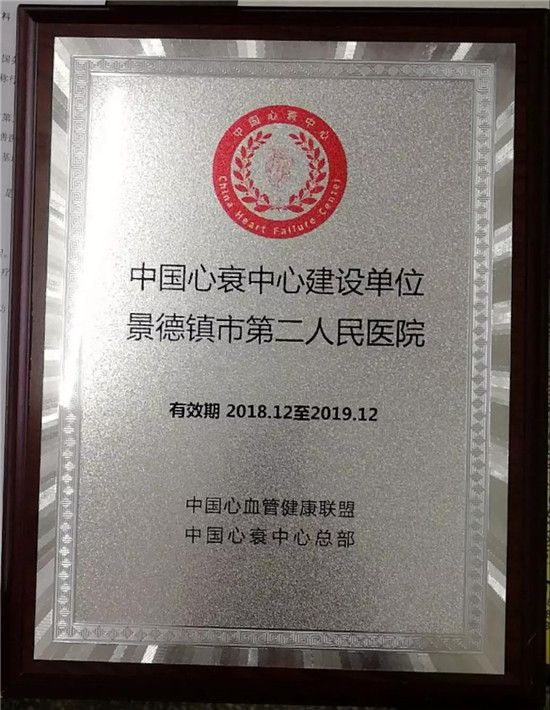 中国心衰中心
China Heart Failure Center
中国心衰中心建设单位
景德镇市第二人民医院
有效期 2018.12至2019.12
中国心血管健康联盟
中国心衰中心总部